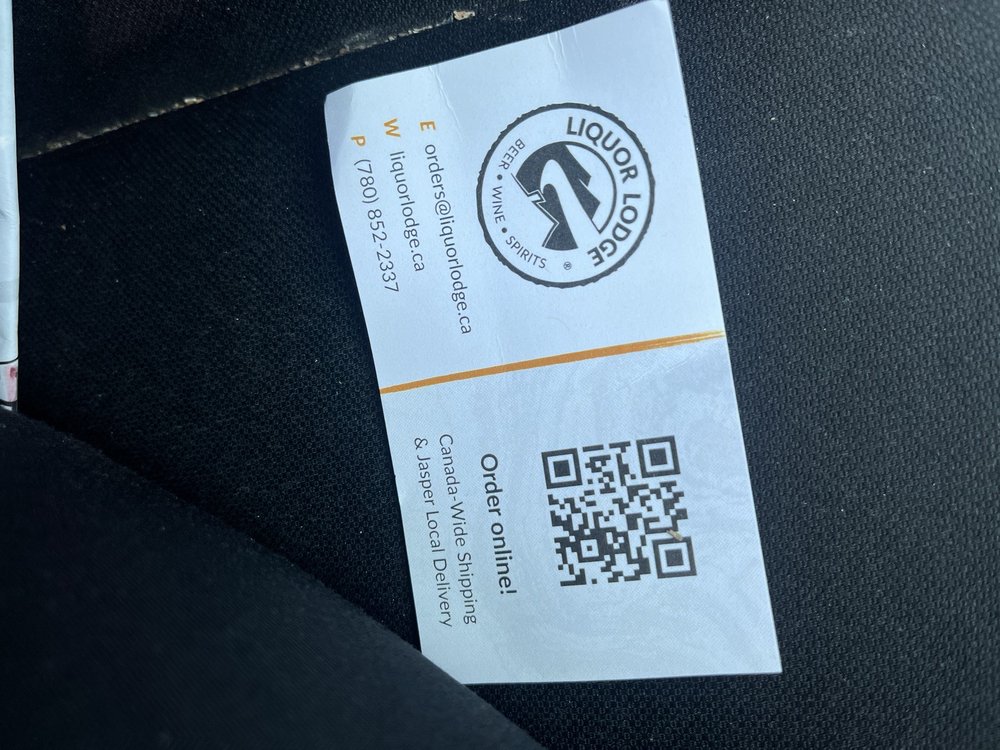 LIQUOR LODGE
BEER • WINE • SPIRITS
®
E orders@liquorlodge.ca
W liquorlodge.ca
P (780) 852-2337
Order online!
Canada-Wide Shipping
& Jasper Local Delivery